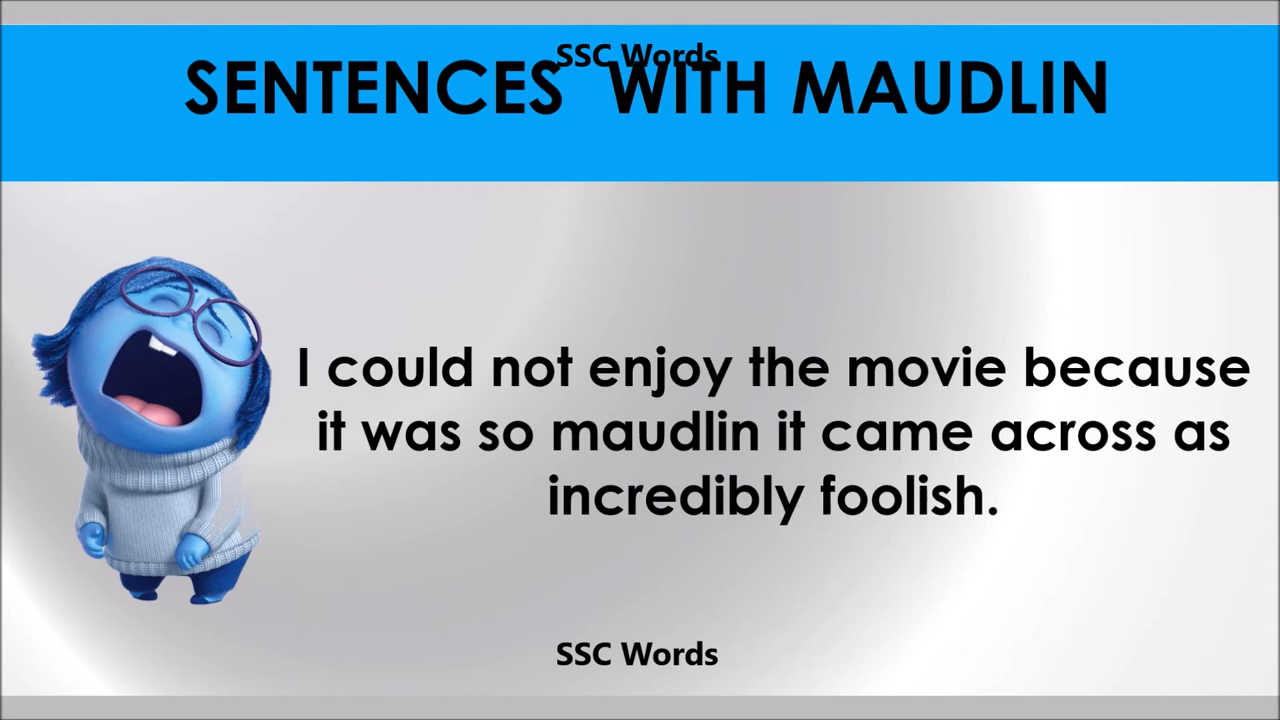 SSC Words
SENTENCES WITH MAUDLIN
I could not enjoy the movie because
it was so maudlin it came across as
incredibly foolish.
SSC Words